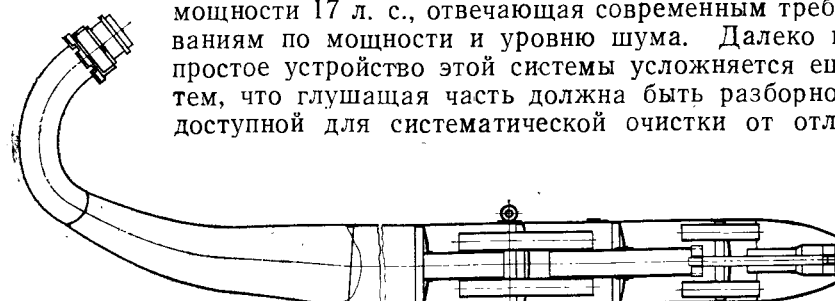 мощности 17 л. с., отвечающая современным треб
ваниям по мощности и уровню шума. Далеко
простое устройство этой системы усложняется ещ
тем, что глушащая часть должна быть разборно
доступной для систематической очистки от отл